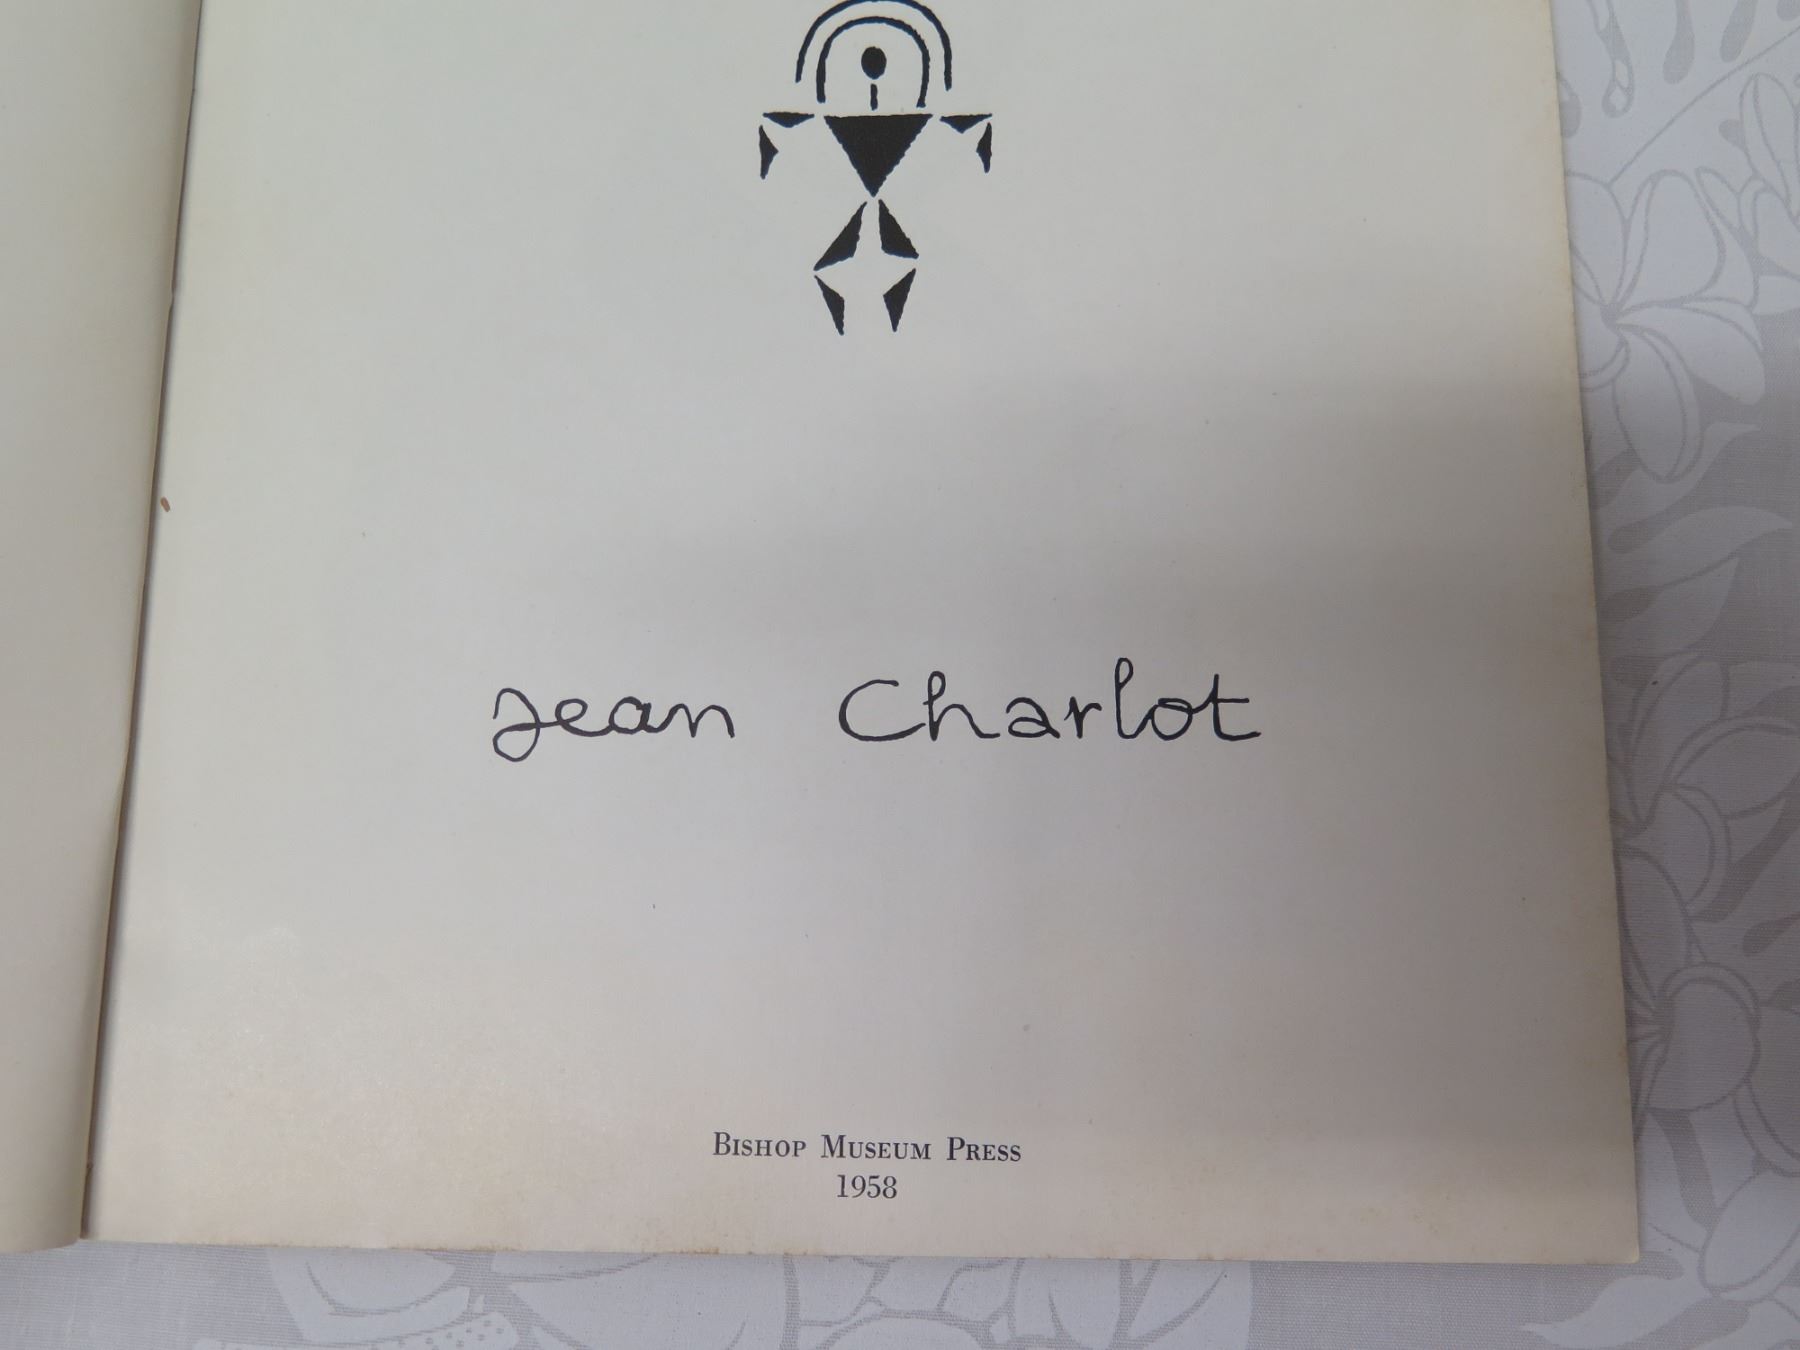 Jean Charlot
Bishop Museum Press
1958